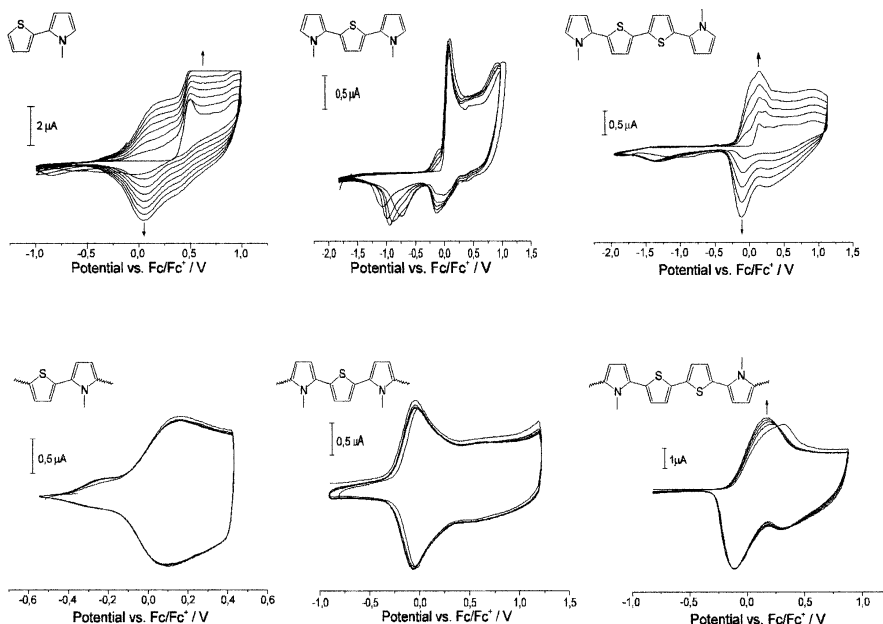 S
N
N
S
N
N
S
S
N
2 µA
0,5 µA
0,5 µA
-1,0 -0,5 0,0 0,5 1,0
Potential vs. Fc/Fc⁺ / V
-2,0 -1,5 -1,0 -0,5 0,0 0,5 1,0 1,5
Potential vs. Fc/Fc⁺ / V
-2,0 -1,5 -1,0 -0,5 0,0 0,5 1,0 1,5
Potential vs. Fc/Fc⁺ / V
S
N
N
S
N
N
S
S
N
0,5 µA
0,5 µA
1µA
-0,6 -0,4 -0,2 0,0 0,2 0,4 0,6
Potential vs. Fc/Fc⁺ / V
-1,0 -0,5 0,0 0,5 1,0 1,5
Potential vs. Fc/Fc⁺ / V
-1,0 -0,5 0,0 0,5 1,0
Potential vs. Fc/Fc⁺ / V